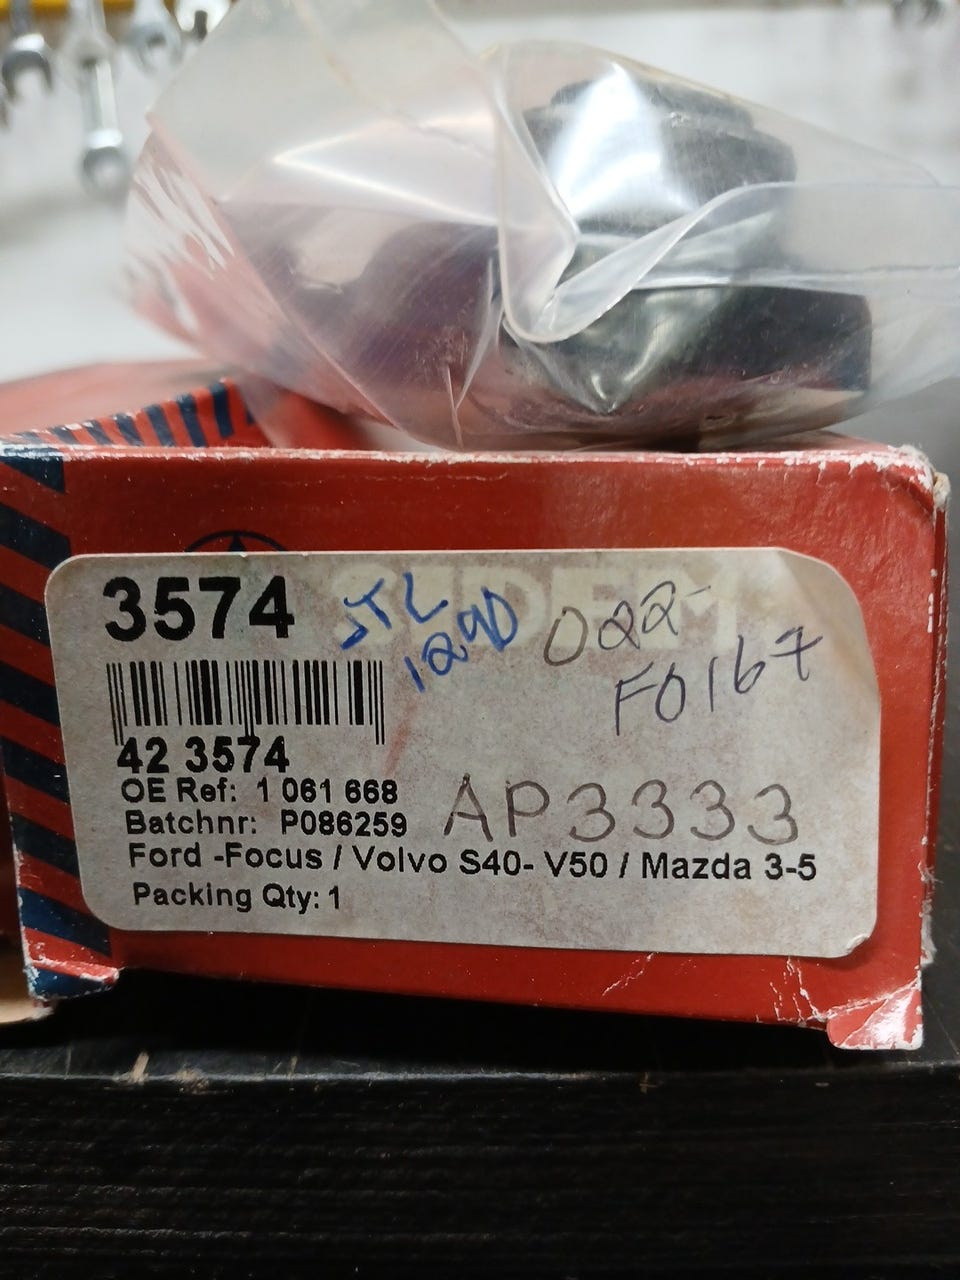 SIDEM
3574
STL
1290
022-
F0167
42 3574
OE Ref: 1 061 668
Batchnr: P086259
AP3333
Ford -Focus / Volvo S40- V50 / Mazda 3-5
Packing Qty: 1